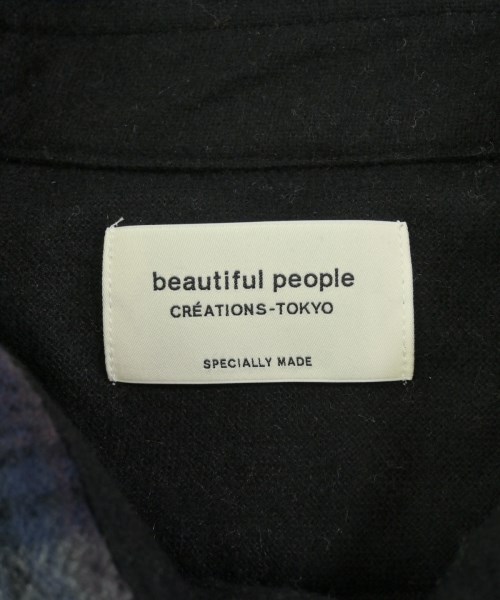 beautiful people
CRÉATIONS-TOKYO
SPECIALLY MADE